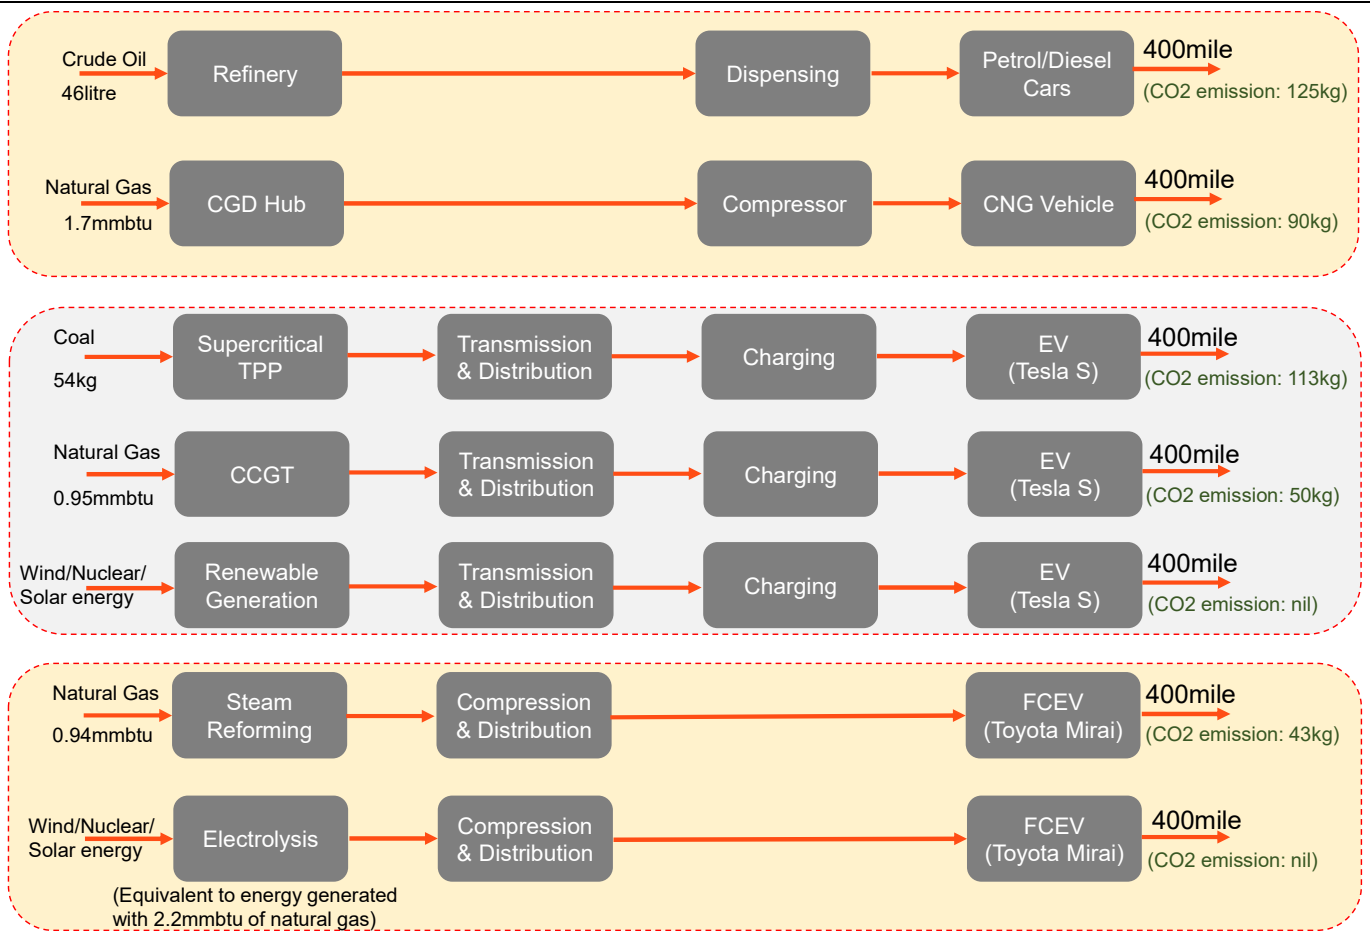 Crude Oil
46litre
Refinery
Dispensing
Petrol/Diesel
Cars
400mile
(CO2 emission: 125kg)
Natural Gas
1.7mmbtu
CGD Hub
Compressor
CNG Vehicle
400mile
(CO2 emission: 90kg)
Coal
54kg
Supercritical
TPP
Transmission
& Distribution
Charging
EV
(Tesla S)
400mile
(CO2 emission: 113kg)
Natural Gas
0.95mmbtu
CCGT
Transmission
& Distribution
Charging
EV
(Tesla S)
400mile
(CO2 emission: 50kg)
Wind/Nuclear/
Solar energy
Renewable
Generation
Transmission
& Distribution
Charging
EV
(Tesla S)
400mile
(CO2 emission: nil)
Natural Gas
0.94mmbtu
Steam
Reforming
Compression
& Distribution
FCEV
(Toyota Mirai)
400mile
(CO2 emission: 43kg)
Wind/Nuclear/
Solar energy
Electrolysis
(Equivalent to energy generated
with 2.2mmbtu of natural gas)
Compression
& Distribution
FCEV
(Toyota Mirai)
400mile
(CO2 emission: nil)